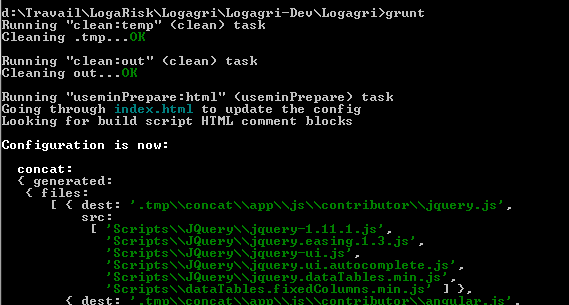 d:\Travail\LogaRisk\Logagri\Logagri-Dev\Logagri>grunt
Running "clean:temp" (clean) task
Cleaning .tmp...OK
Running "clean:out" (clean) task
Cleaning out...OK
Running "useminPrepare:html" (useminPrepare) task
Going through index.html to update the config
Looking for build script HTML comment blocks
Configuration is now:
concat:
{ generated:
{ files:
[ { dest: '.tmp\\concat\\app\\js\\contributor\\jquery.js',
src:
[ 'Scripts\\JQuery\\jquery-1.11.1.js',
'Scripts\\JQuery\\jquery.easing.1.3.js',
'Scripts\\JQuery\\jquery-ui.js',
'Scripts\\JQuery\\jquery.ui.autocomplete.js',
'Scripts\\JQuery\\jquery.dataTables.min.js',
'Scripts\\dataTables.fixedColumns.min.js' ] },
{ dest: '.tmp\\concat\\app\\js\\contributor\\angular.js',